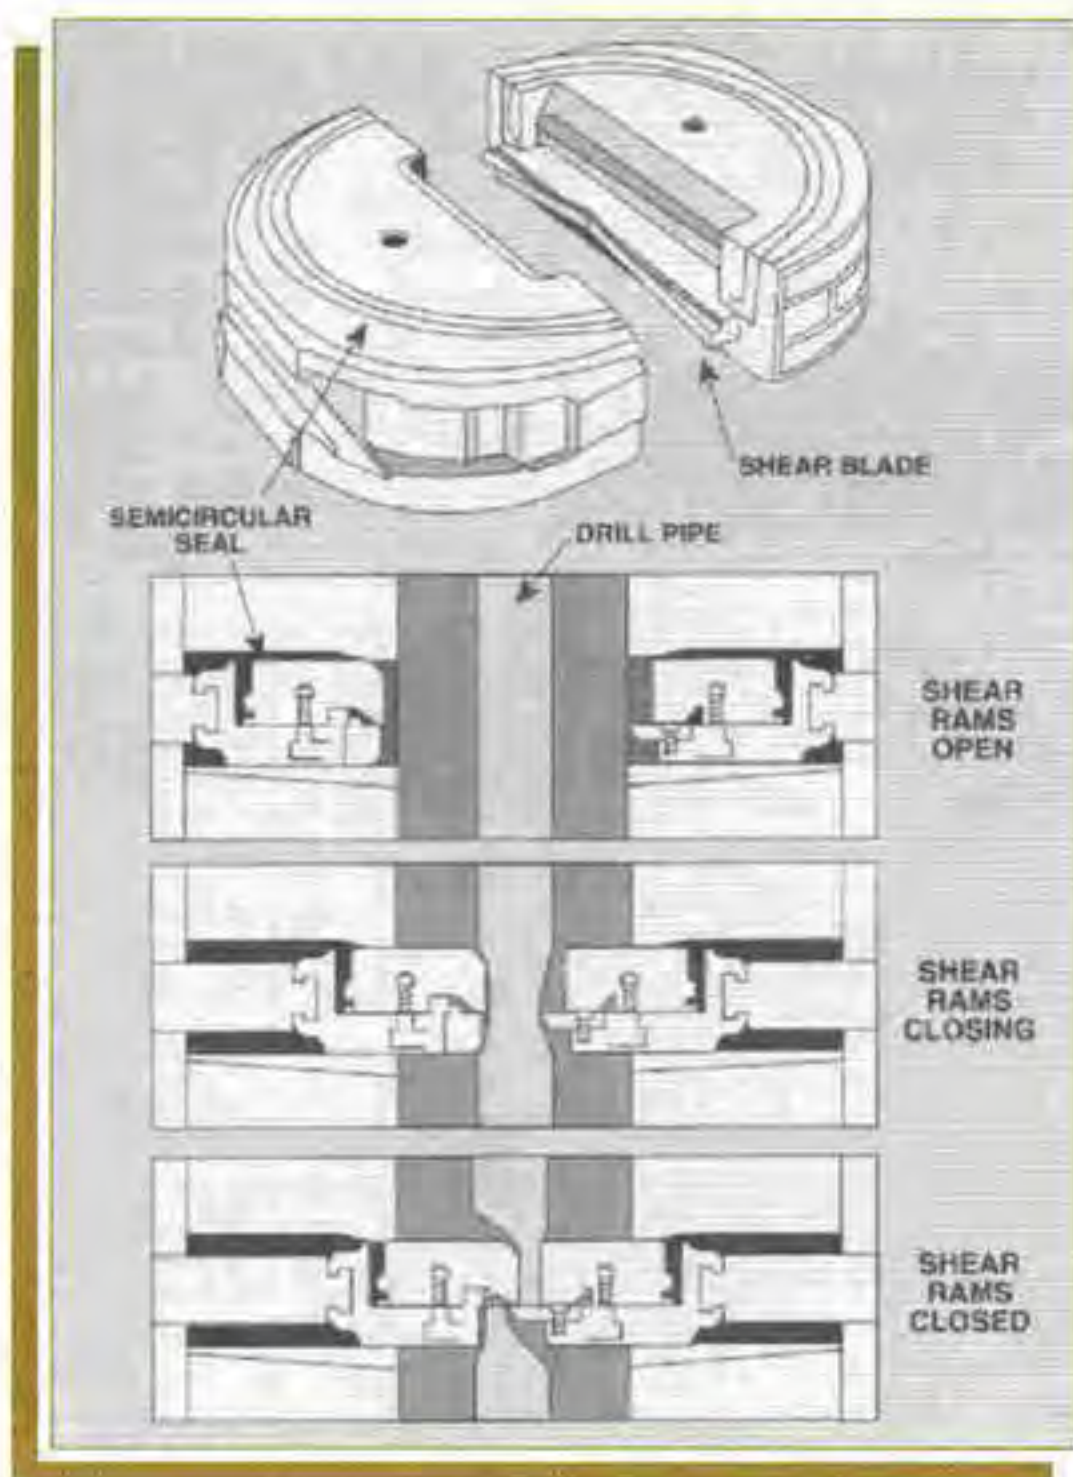 SHEAR BLADE
SEMICIRCULAR
SEAL
DRILL PIPE
SHEAR
RAMS
OPEN
SHEAR
RAMS
CLOSING
SHEAR
RAMS
CLOSED